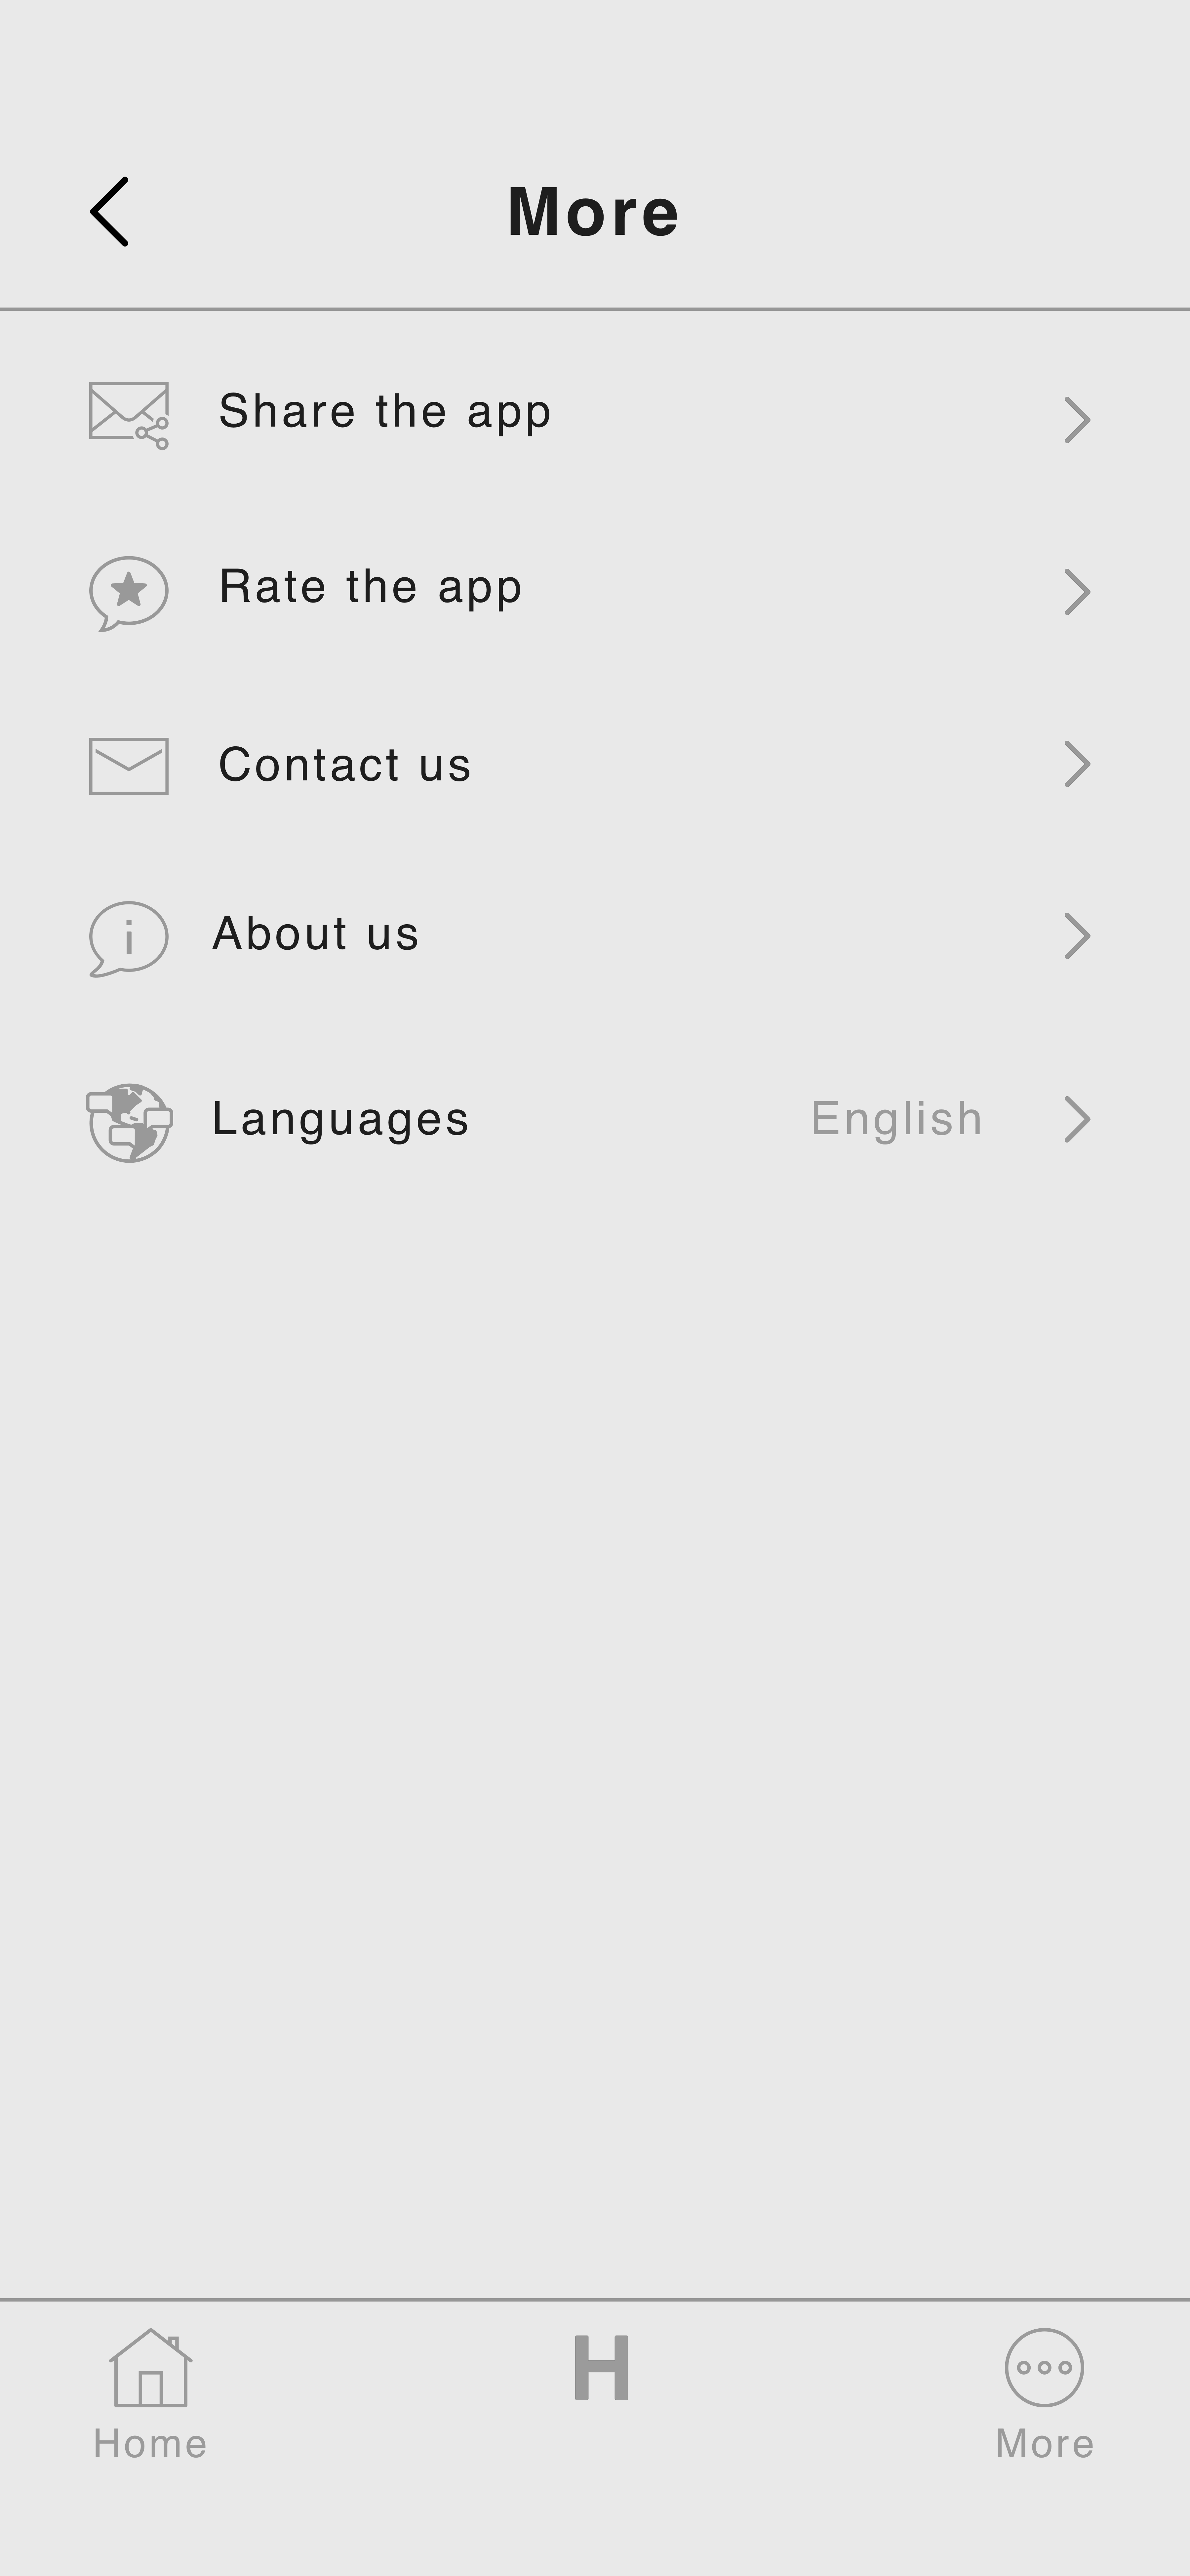 More
Share the app
Rate the app
Contact us
i
About us
Languages English
H
Home
More